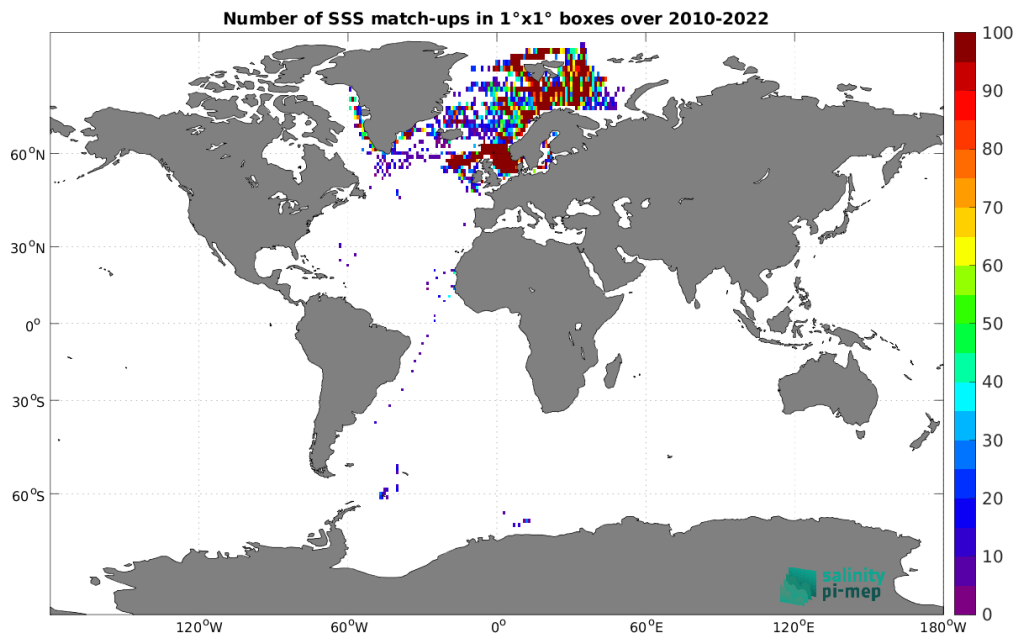 Number of SSS match-ups in 1°x1° boxes over 2010-2022
100
90
80
70
60
50
40
30
20
10
0
60°N
30°N
0°
30°S
60°S
salinity
pi-mep
120°W 60°W 0° 60°E 120°E 180°W